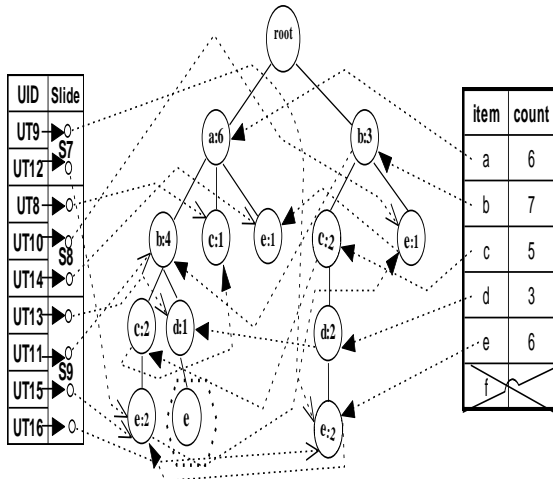 root
UID Slide
item count
UT9
S7
UT12
UT8
UT10
S8
UT14
UT13
UT11
S9
UT15
UT16
a:6
b:3
b:4
c:1
e:1
c:2
e:1
c:2
d:1
d:2
e:2
e
e:2
a 6
b 7
c 5
d 3
e 6
f